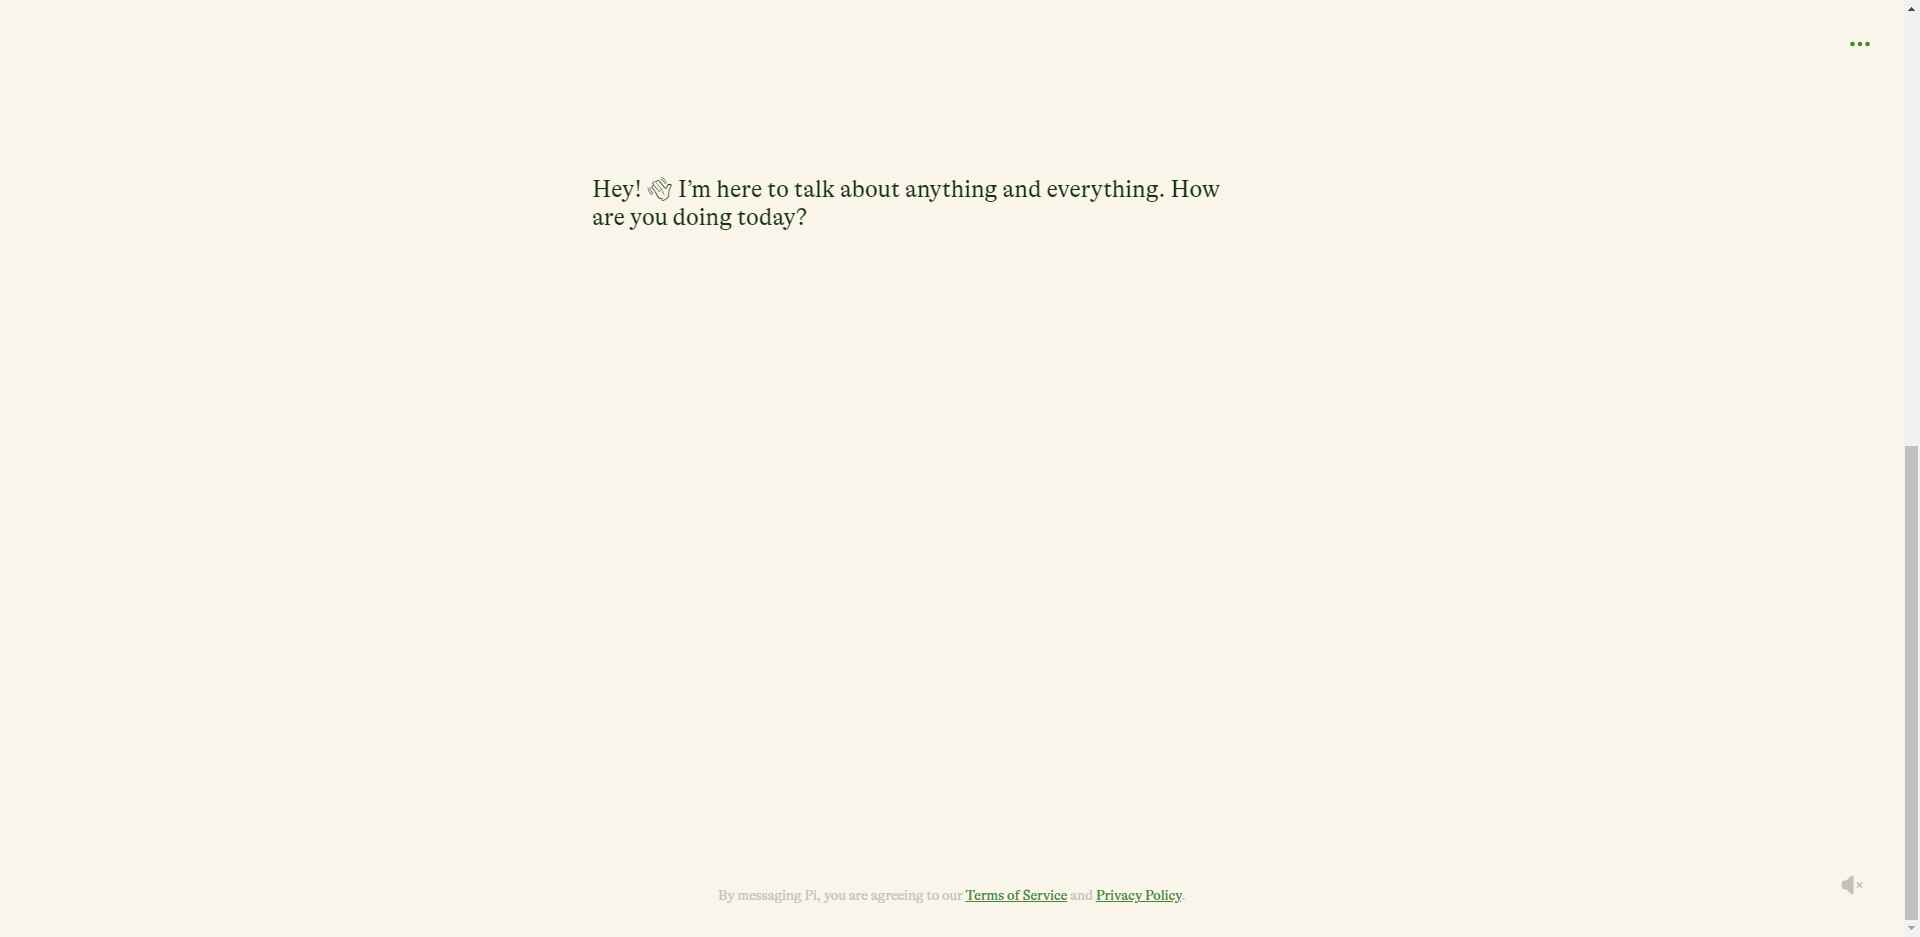 Hey! 👋 I’m here to talk about anything and everything. How
are you doing today?
By messaging Pi, you are agreeing to our Terms of Service and Privacy Policy.